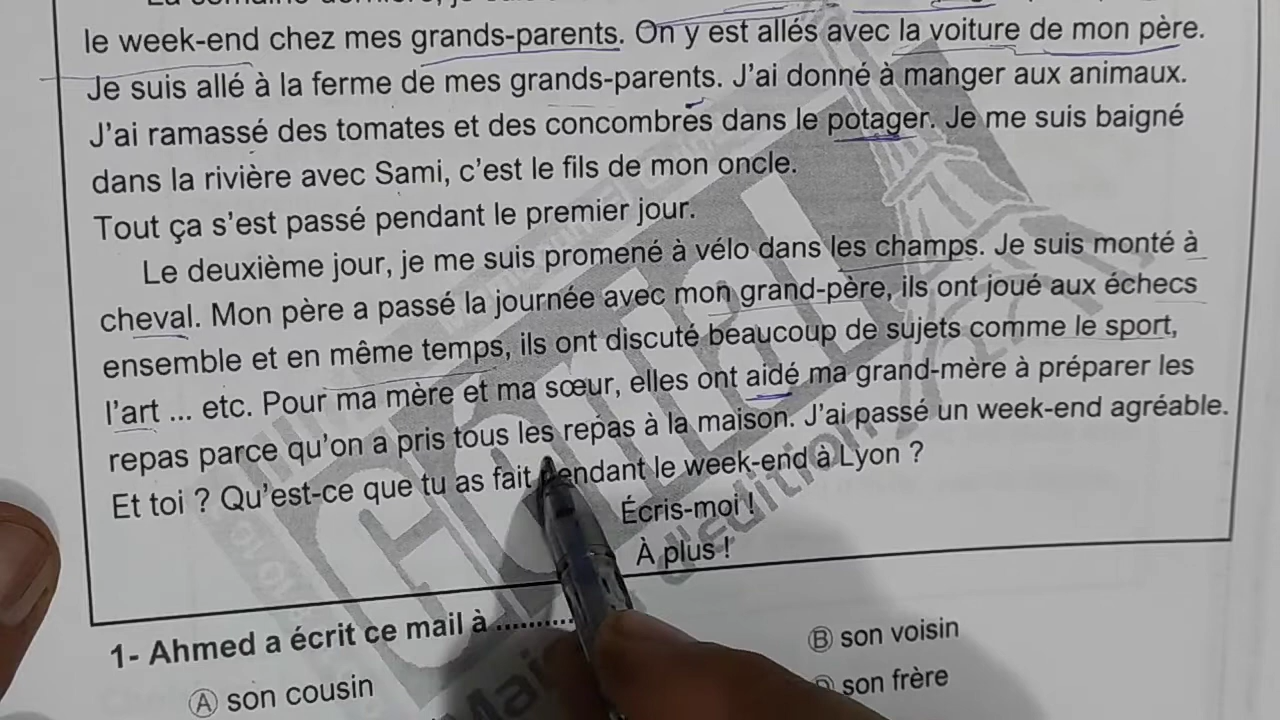 le week-end chez mes grands-parents. On y est allés avec la voiture de mon père.
Je suis allé à la ferme de mes grands-parents. J'ai donné à manger aux animaux.
J'ai ramassé des tomates et des concombres dans le potager. Je me suis baigné
dans la rivière avec Sami, c'est le fils de mon oncle.
Tout ça s'est passé pendant le premier jour.
Le deuxième jour, je me suis promené à vélo dans les champs. Je suis monté à
cheval. Mon père a passé la journée avec mon grand-père, ils ont joué aux échecs
ensemble et en même temps, ils ont discuté beaucoup de sujets comme le sport,
l'art ... etc. Pour ma mère et ma sœur, elles ont aidé ma grand-mère à préparer les
repas parce qu'on a pris tous les repas à la maison. J'ai passé un week-end agréable.
Et toi ? Qu'est-ce que tu as fait pendant le week-end à Lyon ?
Écris-moi !
À plus !
1- Ahmed a écrit ce mail à ..........
A son cousin
B son voisin
D son frère